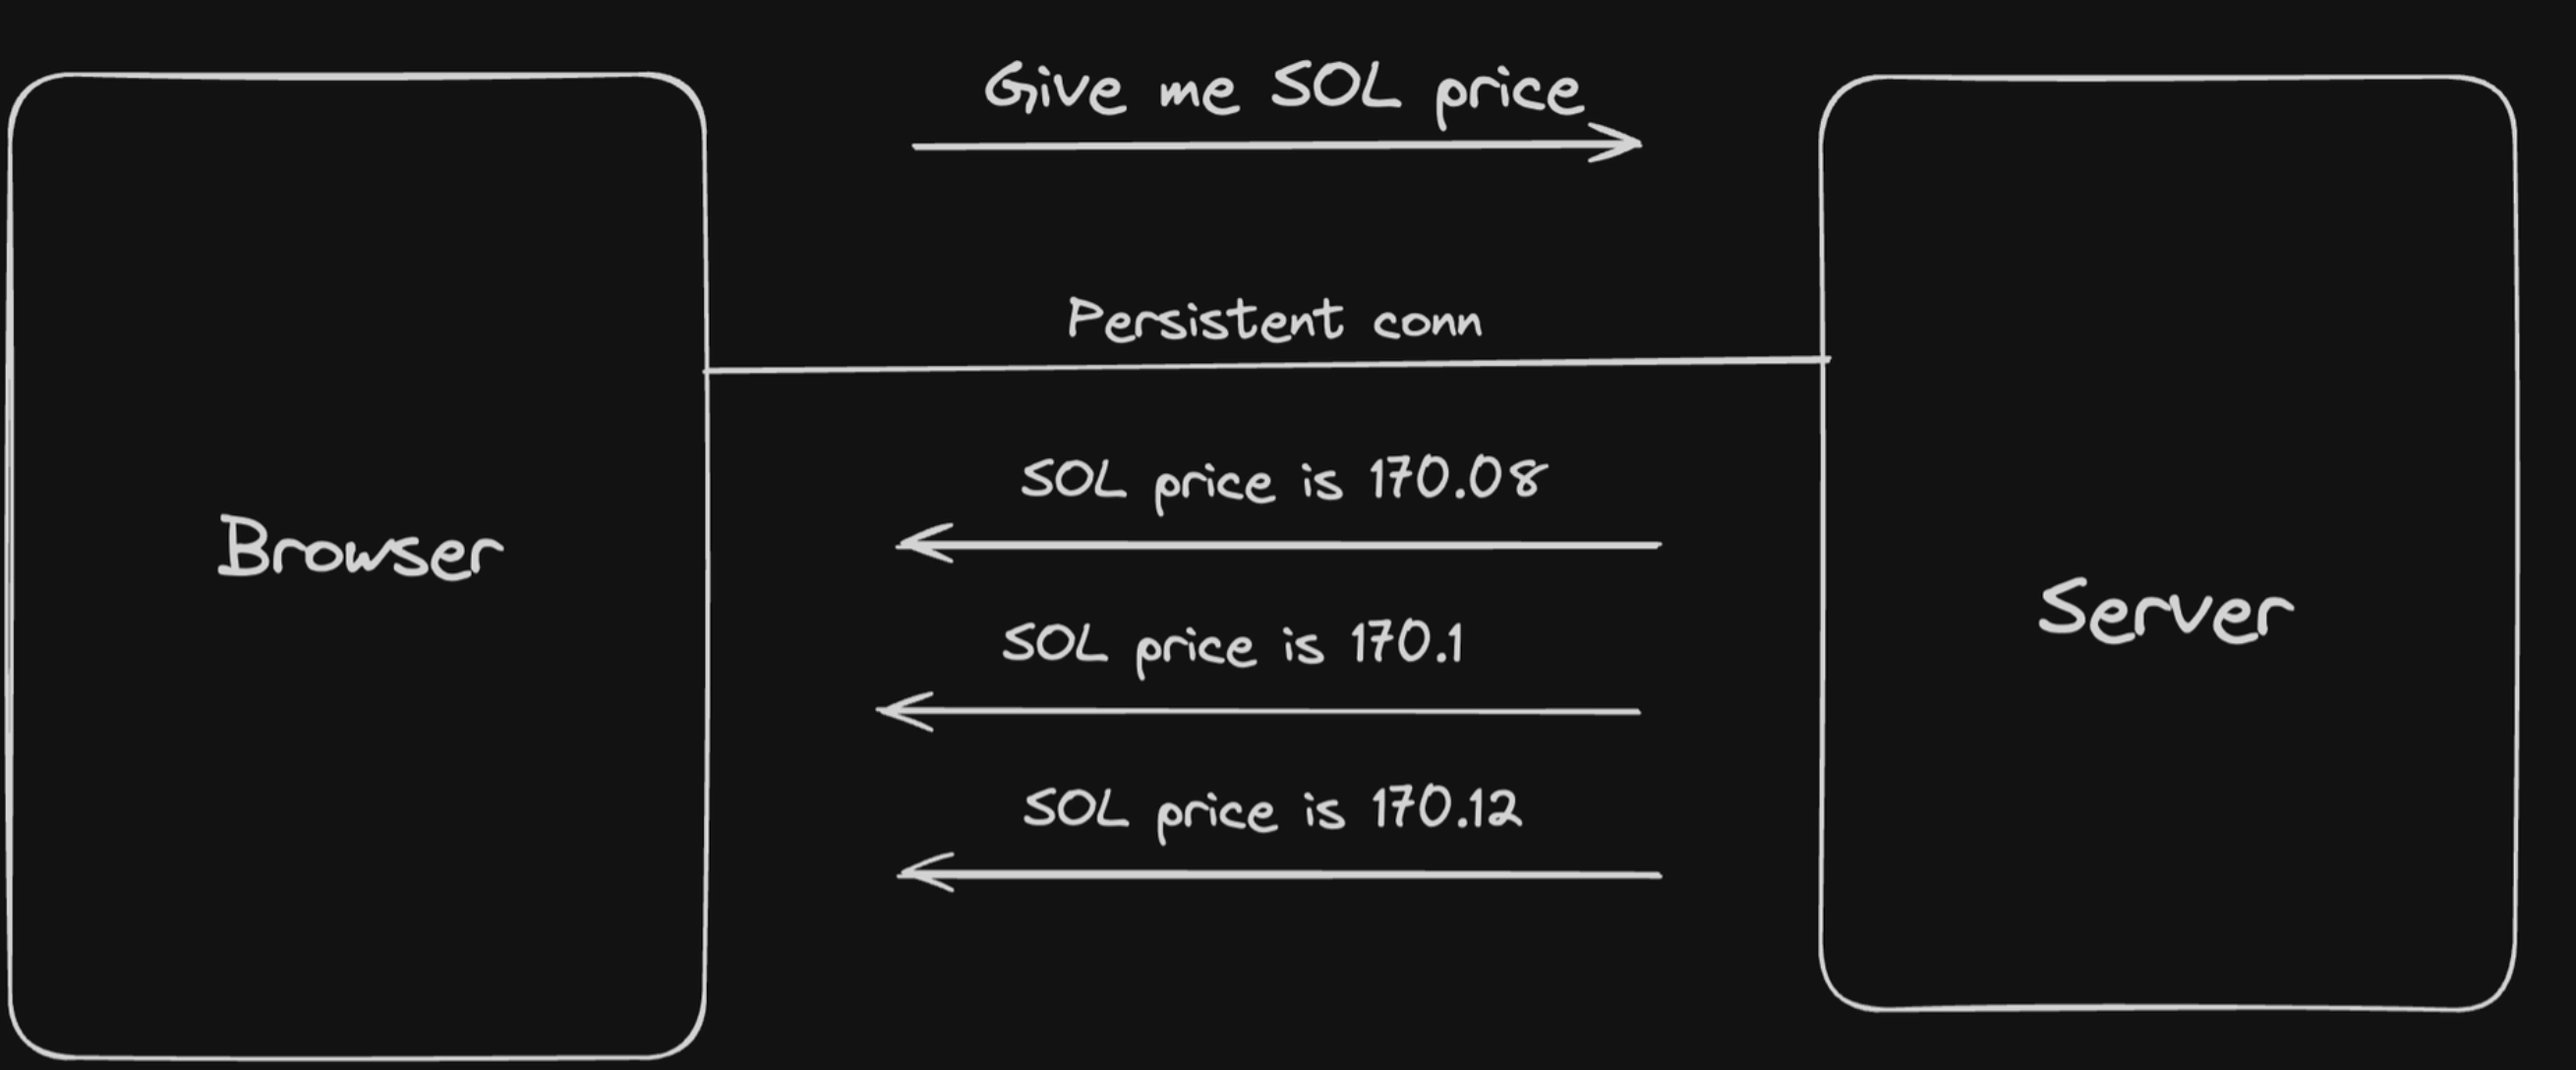 Give me SOL price
Persistent conn
SOL price is 170.08
Browser
SOL price is 170.1
Server
SOL price is 170.12